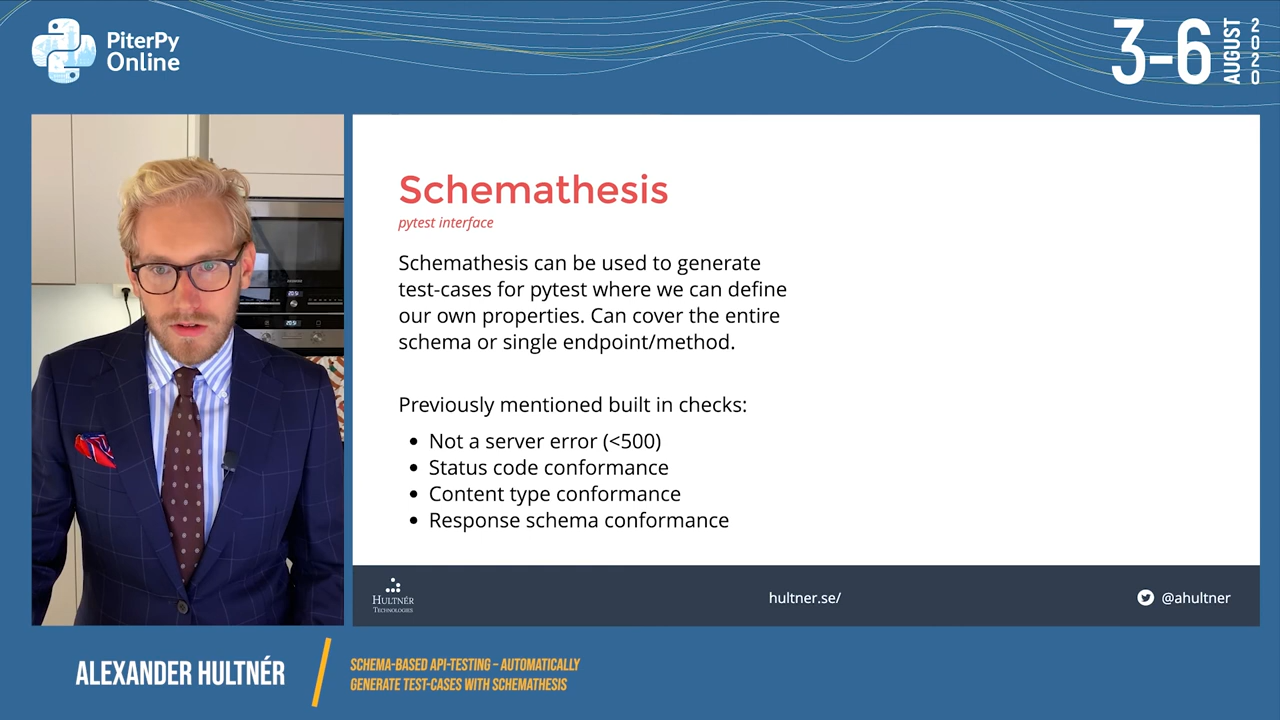 PiterPy
Online
3-6
AUGUST
2020
Schemathesis
pytest interface
Schemathesis can be used to generate
test-cases for pytest where we can define
our own properties. Can cover the entire
schema or single endpoint/method.
Previously mentioned built in checks:
• Not a server error (<500)
• Status code conformance
• Content type conformance
• Response schema conformance
HULTNÉR
TECHNOLOGIES
hultner.se/
@ahultner
ALEXANDER HULTNÉR
SCHEMA-BASED API-TESTING – AUTOMATICALLY
GENERATE TEST-CASES WITH SCHEMATHESIS